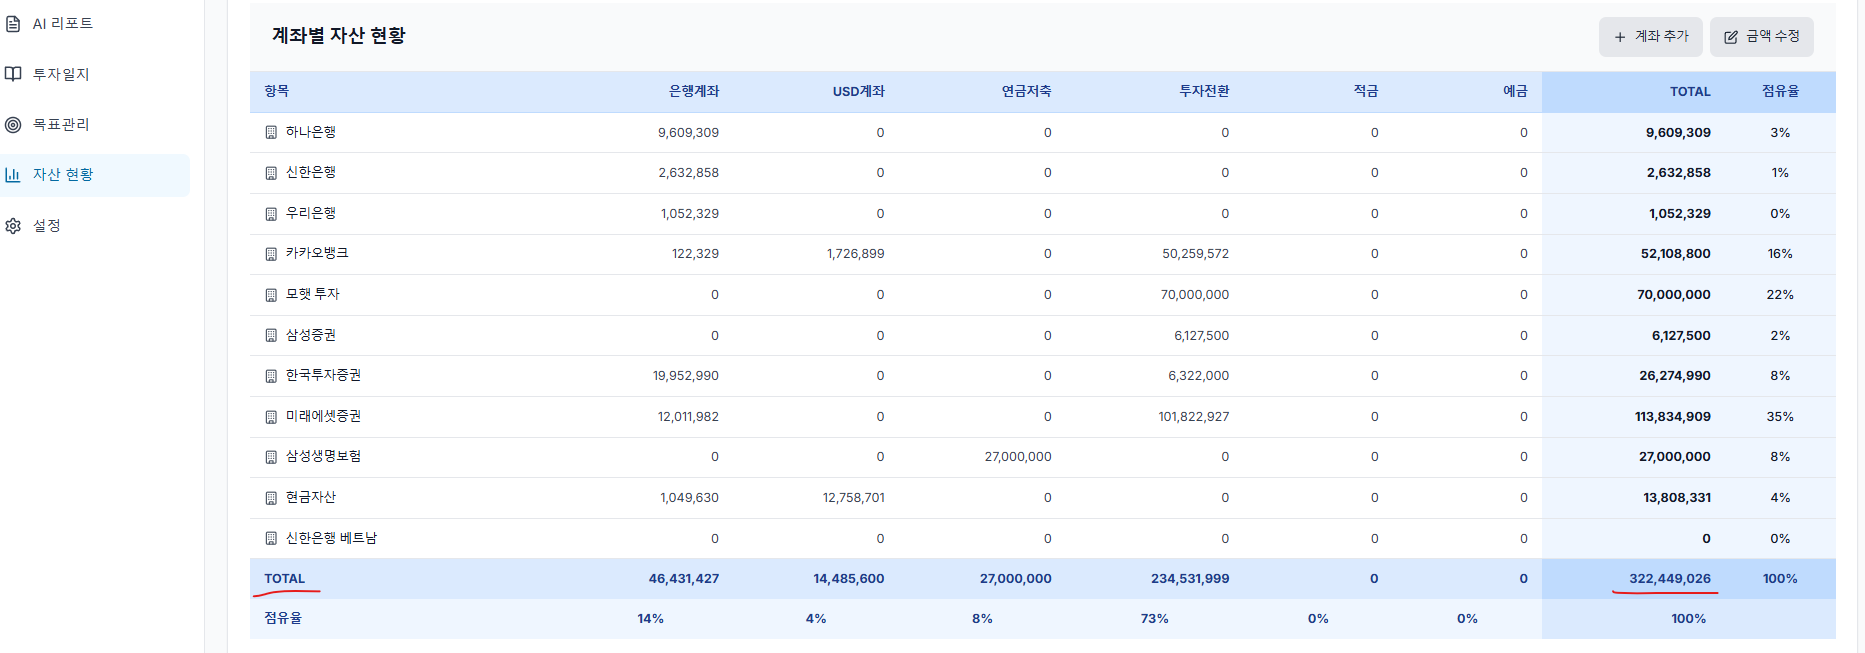 AI 리포트
투자일지
목표관리
자산 현황
설정
계좌별 자산 현황
계좌 추가 금액 수정
항목 은행계좌 USD계좌 연금저축 투자전환 적금 예금 TOTAL 점유율
하나은행 9,609,309 0 0 0 0 0 9,609,309 3%
신한은행 2,632,858 0 0 0 0 0 2,632,858 1%
우리은행 1,052,329 0 0 0 0 0 1,052,329 0%
카카오뱅크 122,329 1,726,899 0 50,259,572 0 0 52,108,800 16%
모햇 투자 0 0 0 70,000,000 0 0 70,000,000 22%
삼성증권 0 0 0 6,127,500 0 0 6,127,500 2%
한국투자증권 19,952,990 0 0 6,322,000 0 0 26,274,990 8%
미래에셋증권 12,011,982 0 0 101,822,927 0 0 113,834,909 35%
삼성생명보험 0 0 27,000,000 0 0 0 27,000,000 8%
현금자산 1,049,630 12,758,701 0 0 0 0 13,808,331 4%
신한은행 베트남 0 0 0 0 0 0 0 0%
TOTAL 46,431,427 14,485,600 27,000,000 234,531,999 0 0 322,449,026 100%
점유율 14% 4% 8% 73% 0% 0% 100%